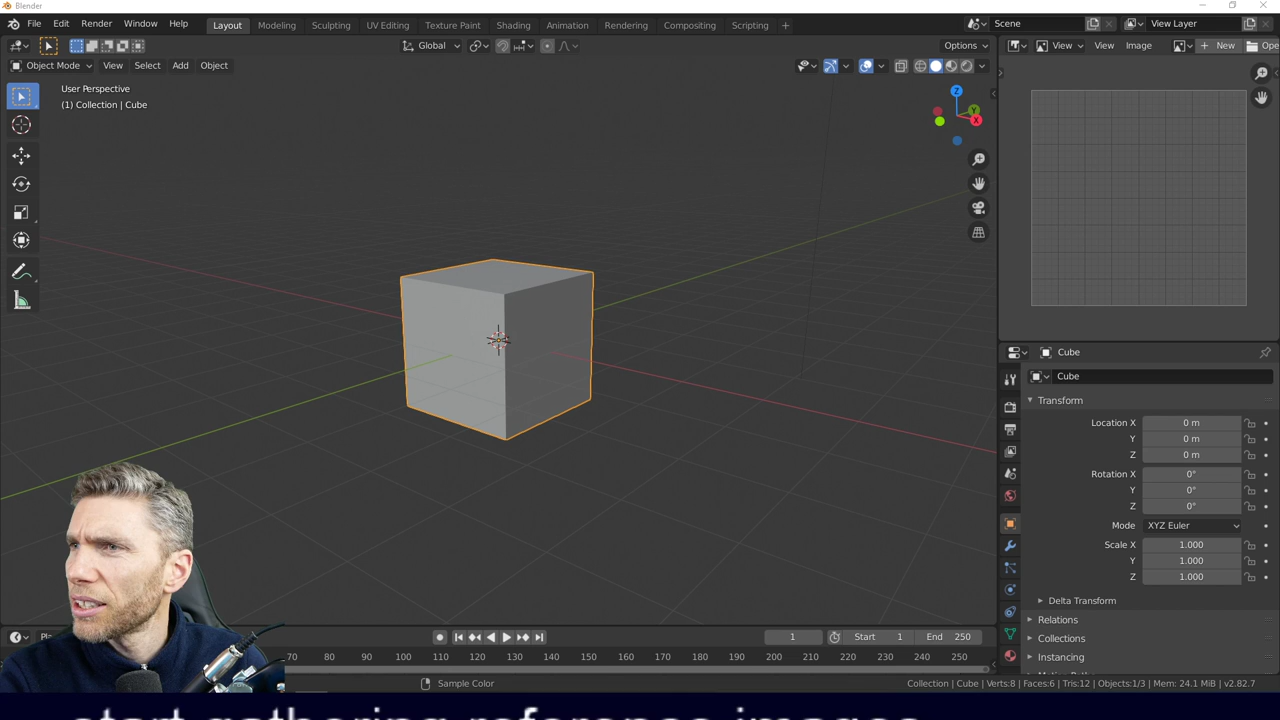 Blender
File Edit Render Window Help Layout Modeling Sculpting UV Editing Texture Paint Shading Animation Rendering Compositing Scripting + Scene View Layer
Global Options View View Image New Ope
Object Mode View Select Add Object
User Perspective
(1) Collection | Cube
Z
Y
X
Cube
Cube
Transform
Location X 0 m
Y 0 m
Z 0 m
Rotation X 0°
Y 0°
Z 0°
Mode XYZ Euler
Scale X 1.000
Y 1.000
Z 1.000
Delta Transform
Relations
Collections
Instancing
1 Start 1 End 250
70 80 90 100 110 120 130 140 150 160 170 180 190 200 210 220 230 240 250
Sample Color Collection | Cube | Verts:8 | Faces:6 | Tris:12 | Objects:1/3 | Mem: 24.1 MiB | v2.82.7
start gathering reference images